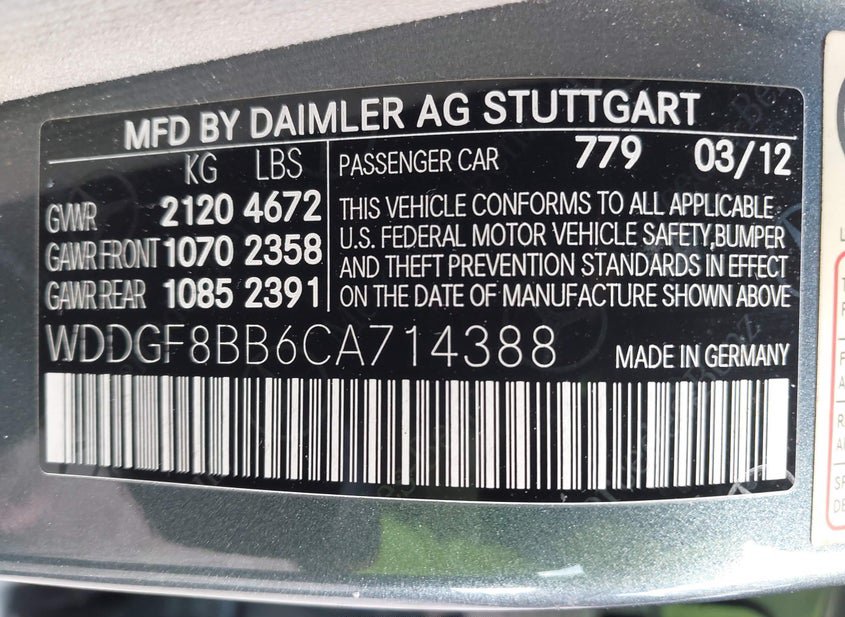 MFD BY DAIMLER AG STUTTGART
KG LBS
GVWR 2120 4672
GAWR FRONT 1070 2358
GAWR REAR 1085 2391
PASSENGER CAR 779 03/12
THIS VEHICLE CONFORMS TO ALL APPLICABLE
U.S. FEDERAL MOTOR VEHICLE SAFETY,BUMPER
AND THEFT PREVENTION STANDARDS IN EFFECT
ON THE DATE OF MANUFACTURE SHOWN ABOVE
WDDGF8BB6CA714388 MADE IN GERMANY